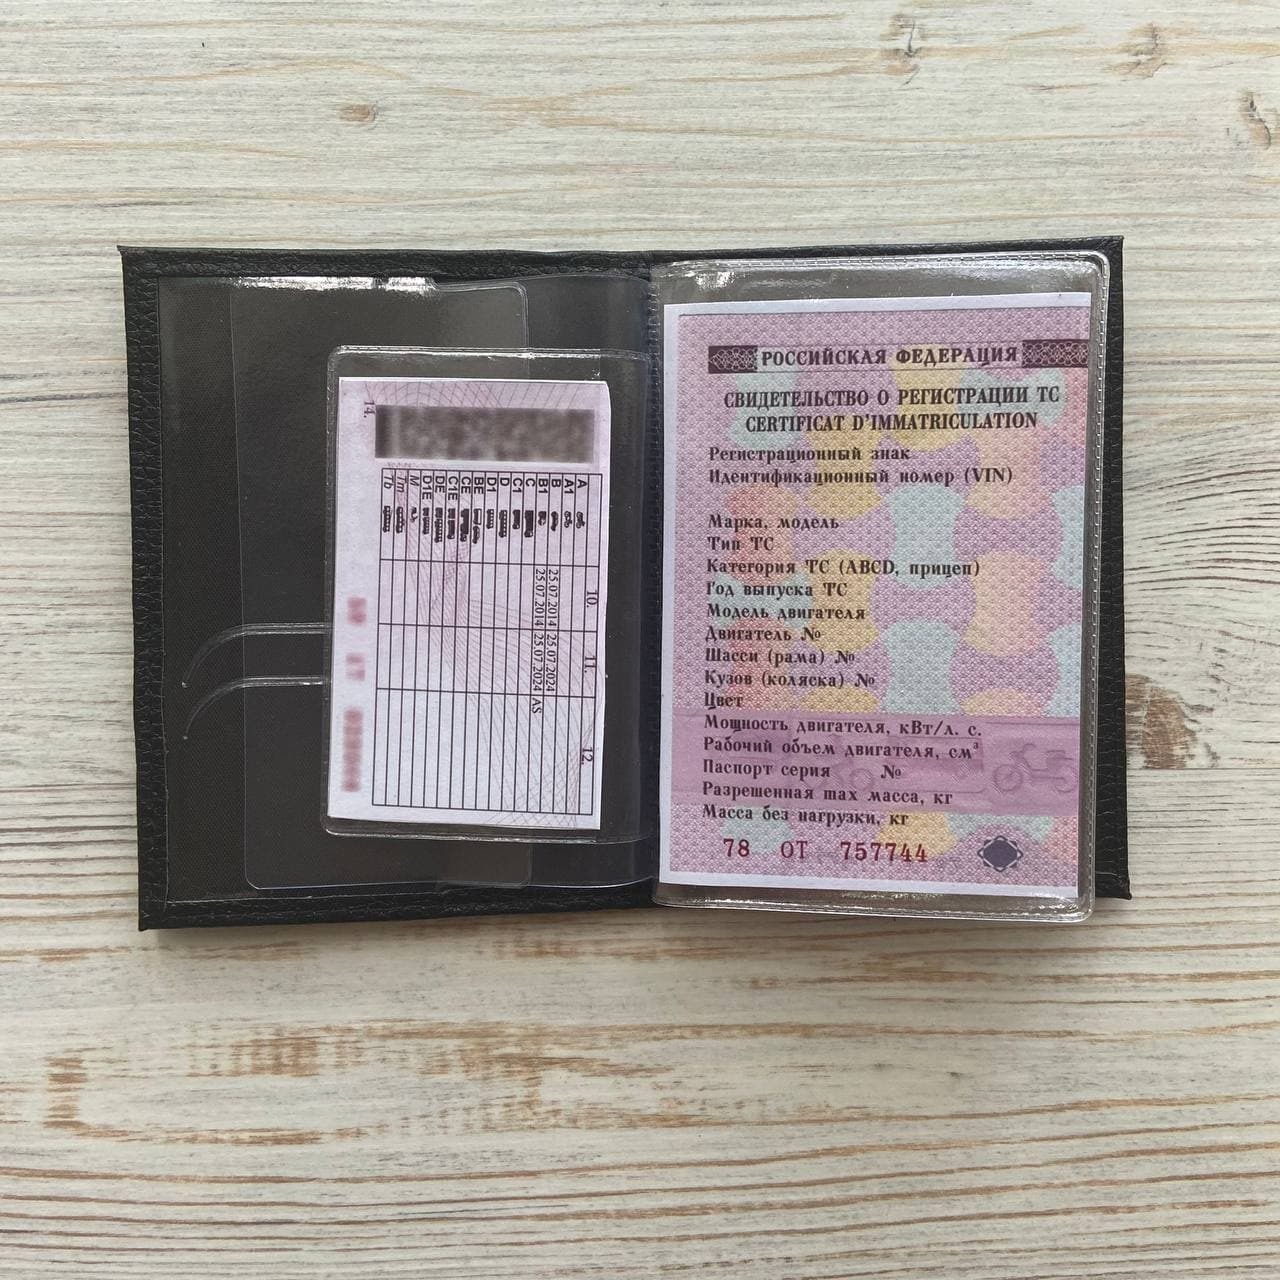 14.
10. 11. 12.
A
A1
B 25.07.2014 25.07.2024
B1 25.07.2014 25.07.2024 AS
C
C1
D
D1
BE
CE
C1E
DE
D1E
M
Tm
Tb
РОССИЙСКАЯ ФЕДЕРАЦИЯ
СВИДЕТЕЛЬСТВО О РЕГИСТРАЦИИ ТС
CERTIFICAT D'IMMATRICULATION
Регистрационный знак
Идентификационный номер (VIN)
Марка, модель
Тип ТС
Категория ТС (ABCD, прицеп)
Год выпуска ТС
Модель двигателя
Двигатель №
Шасси (рама) №
Кузов (коляска) №
Цвет
Мощность двигателя, кВт/л. с.
Рабочий объем двигателя, см³
Паспорт серия №
Разрешенная max масса, кг
Масса без нагрузки, кг
78 ОТ 757744